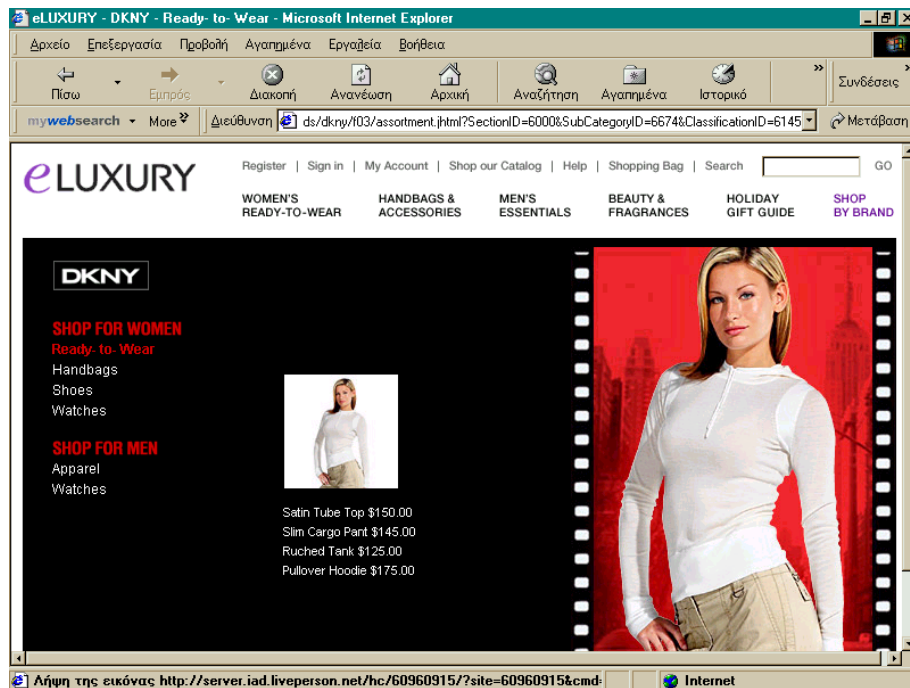 eLUXURY - DKNY - Ready- to- Wear - Microsoft Internet Explorer
Αρχείο Επεξεργασία Προβολή Αγαπημένα Εργαλεία Βοήθεια
Πίσω Εμπρός Διακοπή Ανανέωση Αρχική Αναζήτηση Αγαπημένα Ιστορικό » Συνδέσεις »
mywebsearch More » Διεύθυνση ds/dkny/f03/assortment.jhtml?SectionID=6000&SubCategoryID=6674&ClassificationID=6145 Μετάβαση
eLUXURY
Register | Sign in | My Account | Shop our Catalog | Help | Shopping Bag | Search GO
WOMEN'S READY-TO-WEAR
HANDBAGS & ACCESSORIES
MEN'S ESSENTIALS
BEAUTY & FRAGRANCES
HOLIDAY GIFT GUIDE
SHOP BY BRAND
DKNY
SHOP FOR WOMEN
Ready- to- Wear
Handbags
Shoes
Watches
SHOP FOR MEN
Apparel
Watches
Satin Tube Top $150.00
Slim Cargo Pant $145.00
Ruched Tank $125.00
Pullover Hoodie $175.00
Λήψη της εικόνας http://server.iad.liveperson.net/hc/60960915/?site=60960915&cmd= Internet